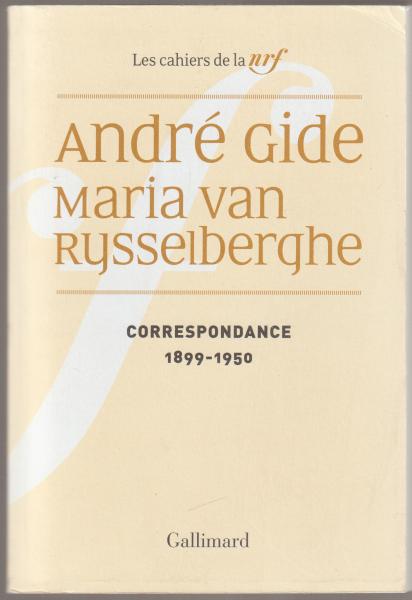 Les cahiers de la nrf
André Gide
Maria van
Rysselberghe
CORRESPONDANCE
1899-1950
Gallimard